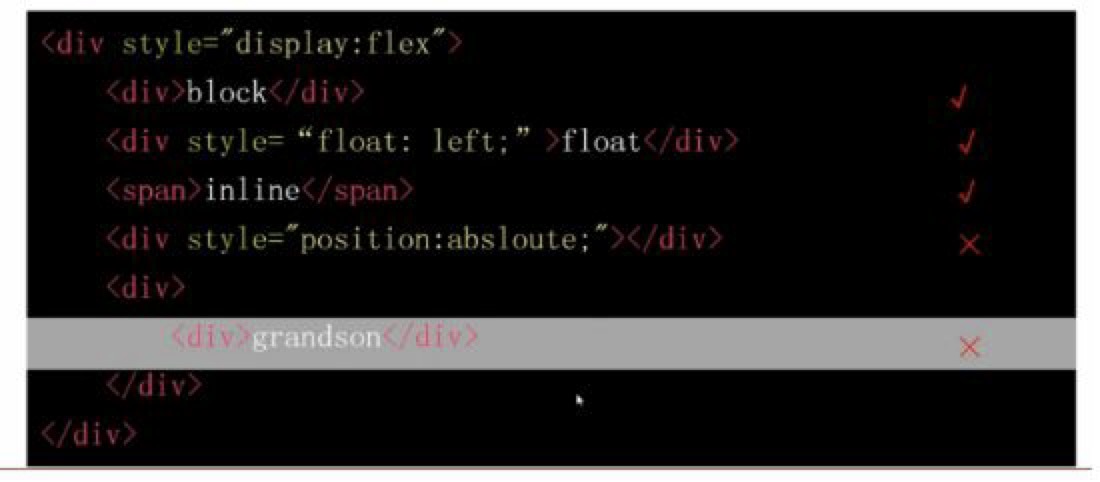 <div style="display:flex">
<div>block</div> √
<div style= “float: left;” >float</div> √
<span>inline</span> √
<div style="position:absloute;"></div> ×
<div>
<div>grandson</div> ×
</div>
</div>